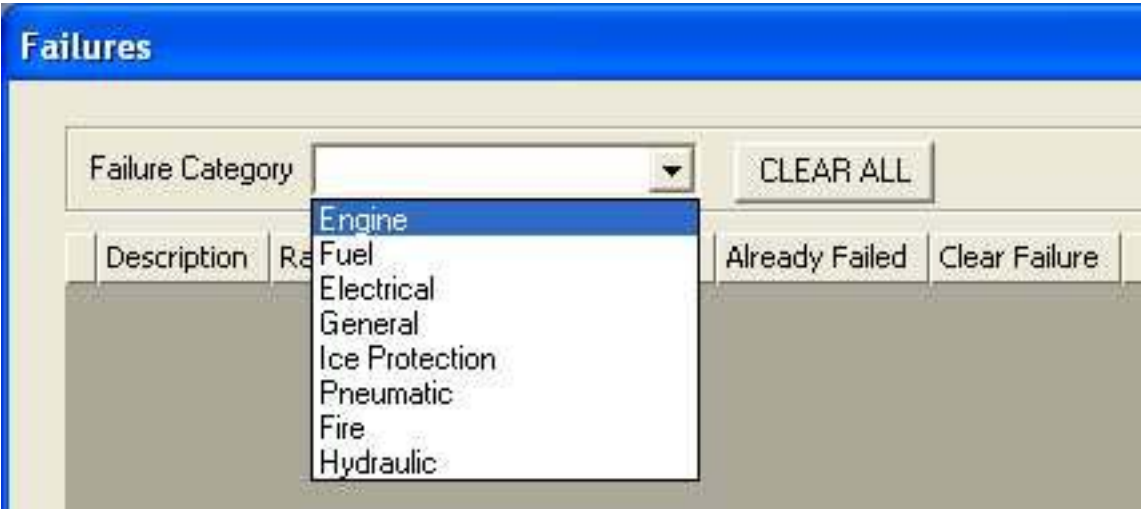 Failures
Failure Category
CLEAR ALL
Engine
Fuel
Electrical
General
Ice Protection
Pneumatic
Fire
Hydraulic
Description Already Failed Clear Failure